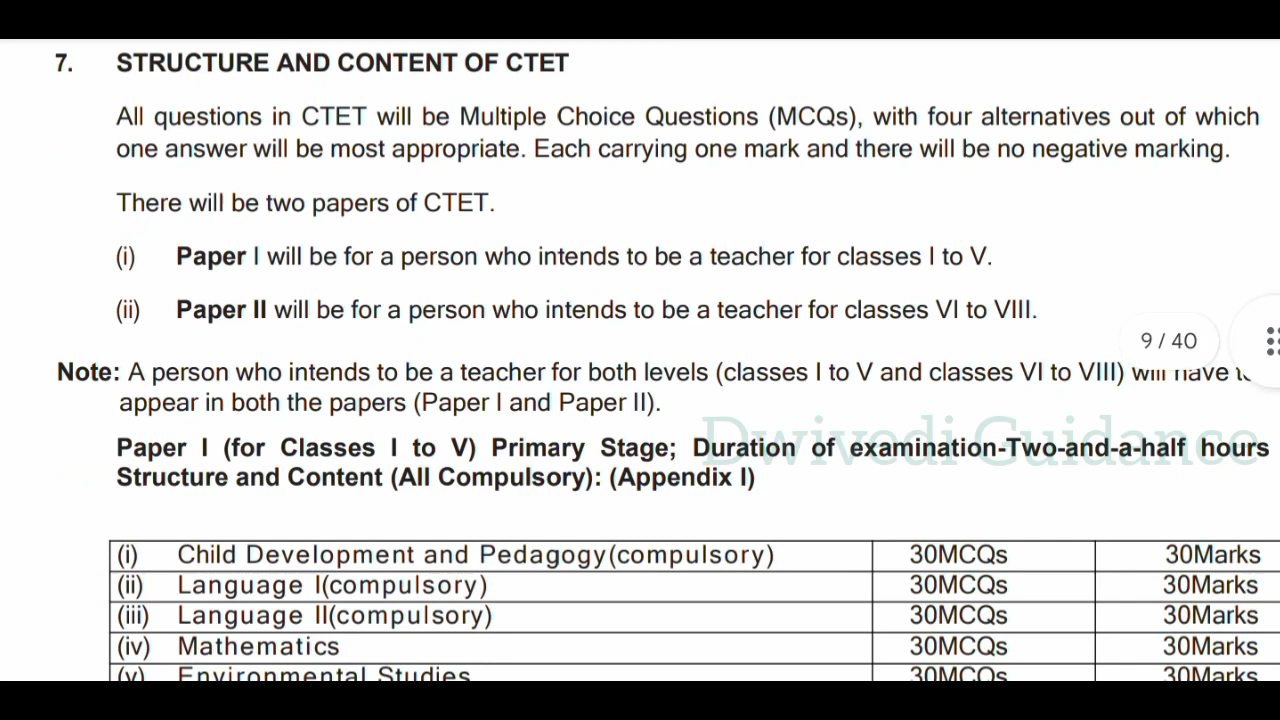 7. STRUCTURE AND CONTENT OF CTET
All questions in CTET will be Multiple Choice Questions (MCQs), with four alternatives out of which
one answer will be most appropriate. Each carrying one mark and there will be no negative marking.
There will be two papers of CTET.
(i) Paper I will be for a person who intends to be a teacher for classes I to V.
(ii) Paper II will be for a person who intends to be a teacher for classes VI to VIII.
9 / 40
Note: A person who intends to be a teacher for both levels (classes I to V and classes VI to VIII) will have
appear in both the papers (Paper I and Paper II).
Dwivedi Guidance
Paper I (for Classes I to V) Primary Stage; Duration of examination-Two-and-a-half hours
Structure and Content (All Compulsory): (Appendix I)
(i) Child Development and Pedagogy(compulsory) 30MCQs 30Marks
(ii) Language I(compulsory) 30MCQs 30Marks
(iii) Language II(compulsory) 30MCQs 30Marks
(iv) Mathematics 30MCQs 30Marks
(v) Environmental Studies 30MCQs 30Marks